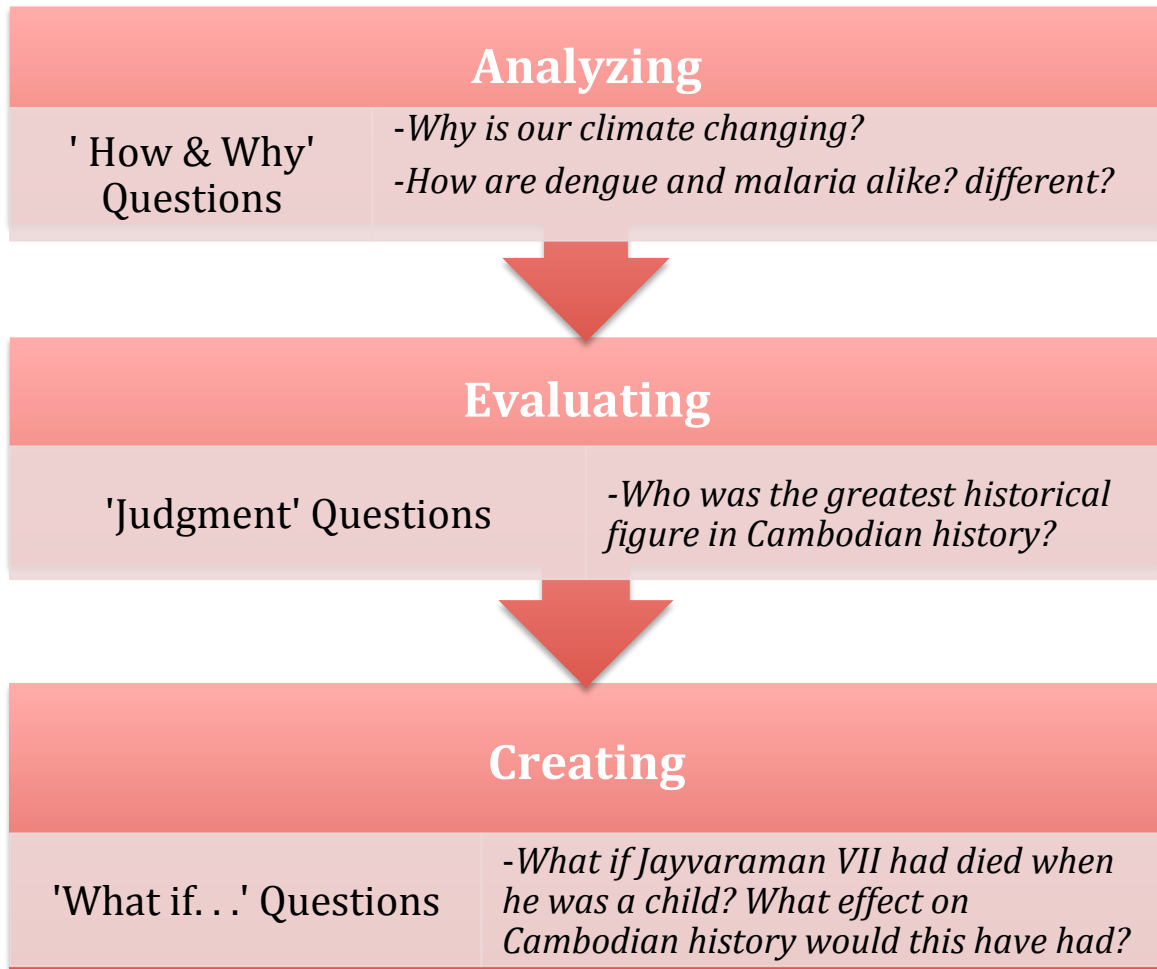 Analyzing
' How & Why'
Questions
-Why is our climate changing?
-How are dengue and malaria alike? different?
Evaluating
'Judgment' Questions
-Who was the greatest historical
figure in Cambodian history?
Creating
'What if. . .' Questions
-What if Jayvaraman VII had died when
he was a child? What effect on
Cambodian history would this have had?